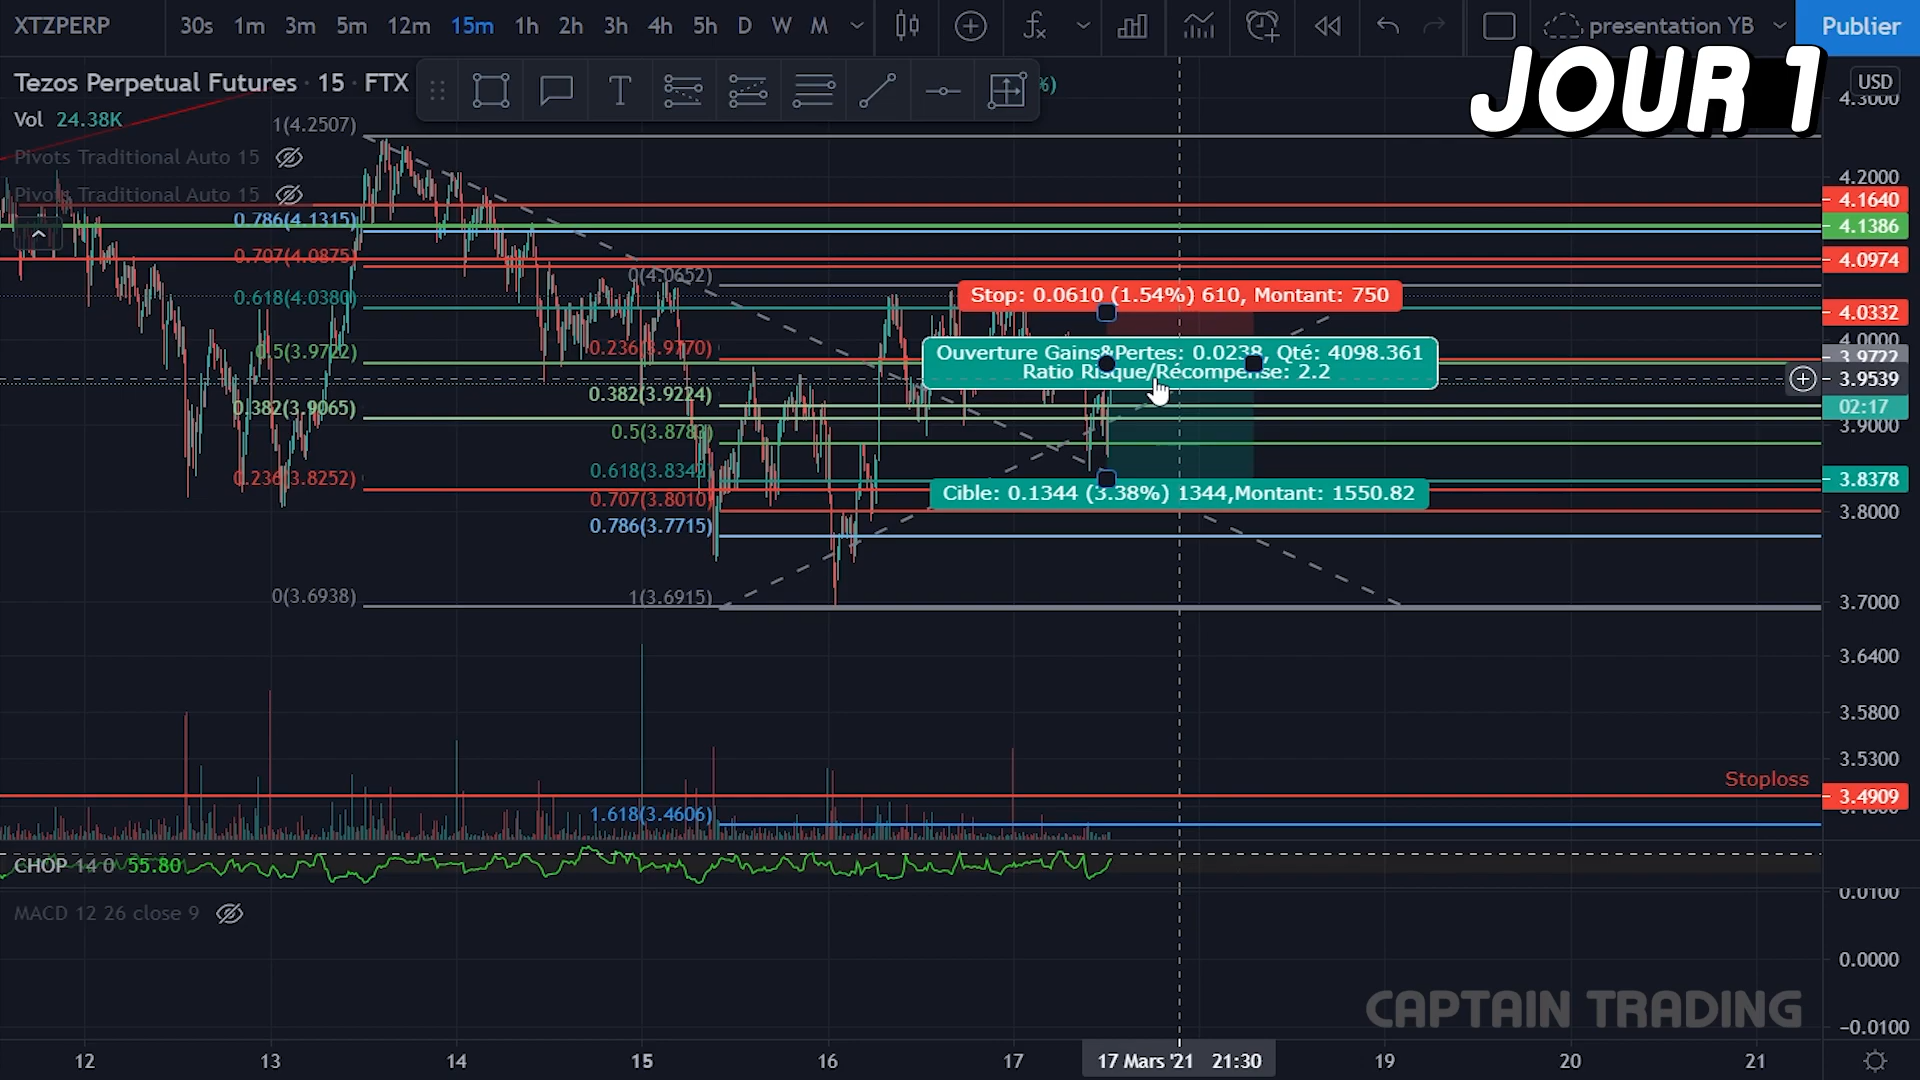 XTZPERP
30s 1m 3m 5m 12m 15m 1h 2h 3h 4h 5h D W M
presentation YB
Publier
Tezos Perpetual Futures · 15 · FTX
%)
Vol 24.38K
Pivots Traditional Auto 15
Pivots Traditional Auto 15
JOUR 1
USD
4.3000
4.2000
4.1640
4.1386
4.0974
4.0332
4.0000
3.9722
3.9539
02:17
3.9000
3.8378
3.8000
3.7000
3.6400
3.5800
3.5300
3.4909
0.0100
0.0000
−0.0100
1(4.2507)
0.786(4.1315)
0.707(4.0875)
0.618(4.0380)
0.5(3.9722)
0.382(3.9065)
0.236(3.8252)
0(3.6938)
0(4.0652)
0.236(3.9770)
0.382(3.9224)
0.5(3.8783)
0.618(3.8342)
0.707(3.8010)
0.786(3.7715)
1(3.6915)
1.618(3.4606)
Stop: 0.0610 (1.54%) 610, Montant: 750
Ouverture Gains&Pertes: 0.0238, Qté: 4098.361
Ratio Risque/Récompense: 2.2
Cible: 0.1344 (3.38%) 1344,Montant: 1550.82
Stoploss
CHOP 14 0 55.80
MACD 12 26 close 9
CAPTAIN TRADING
12 13 14 15 16 17 17 Mars '21 21:30 19 20 21